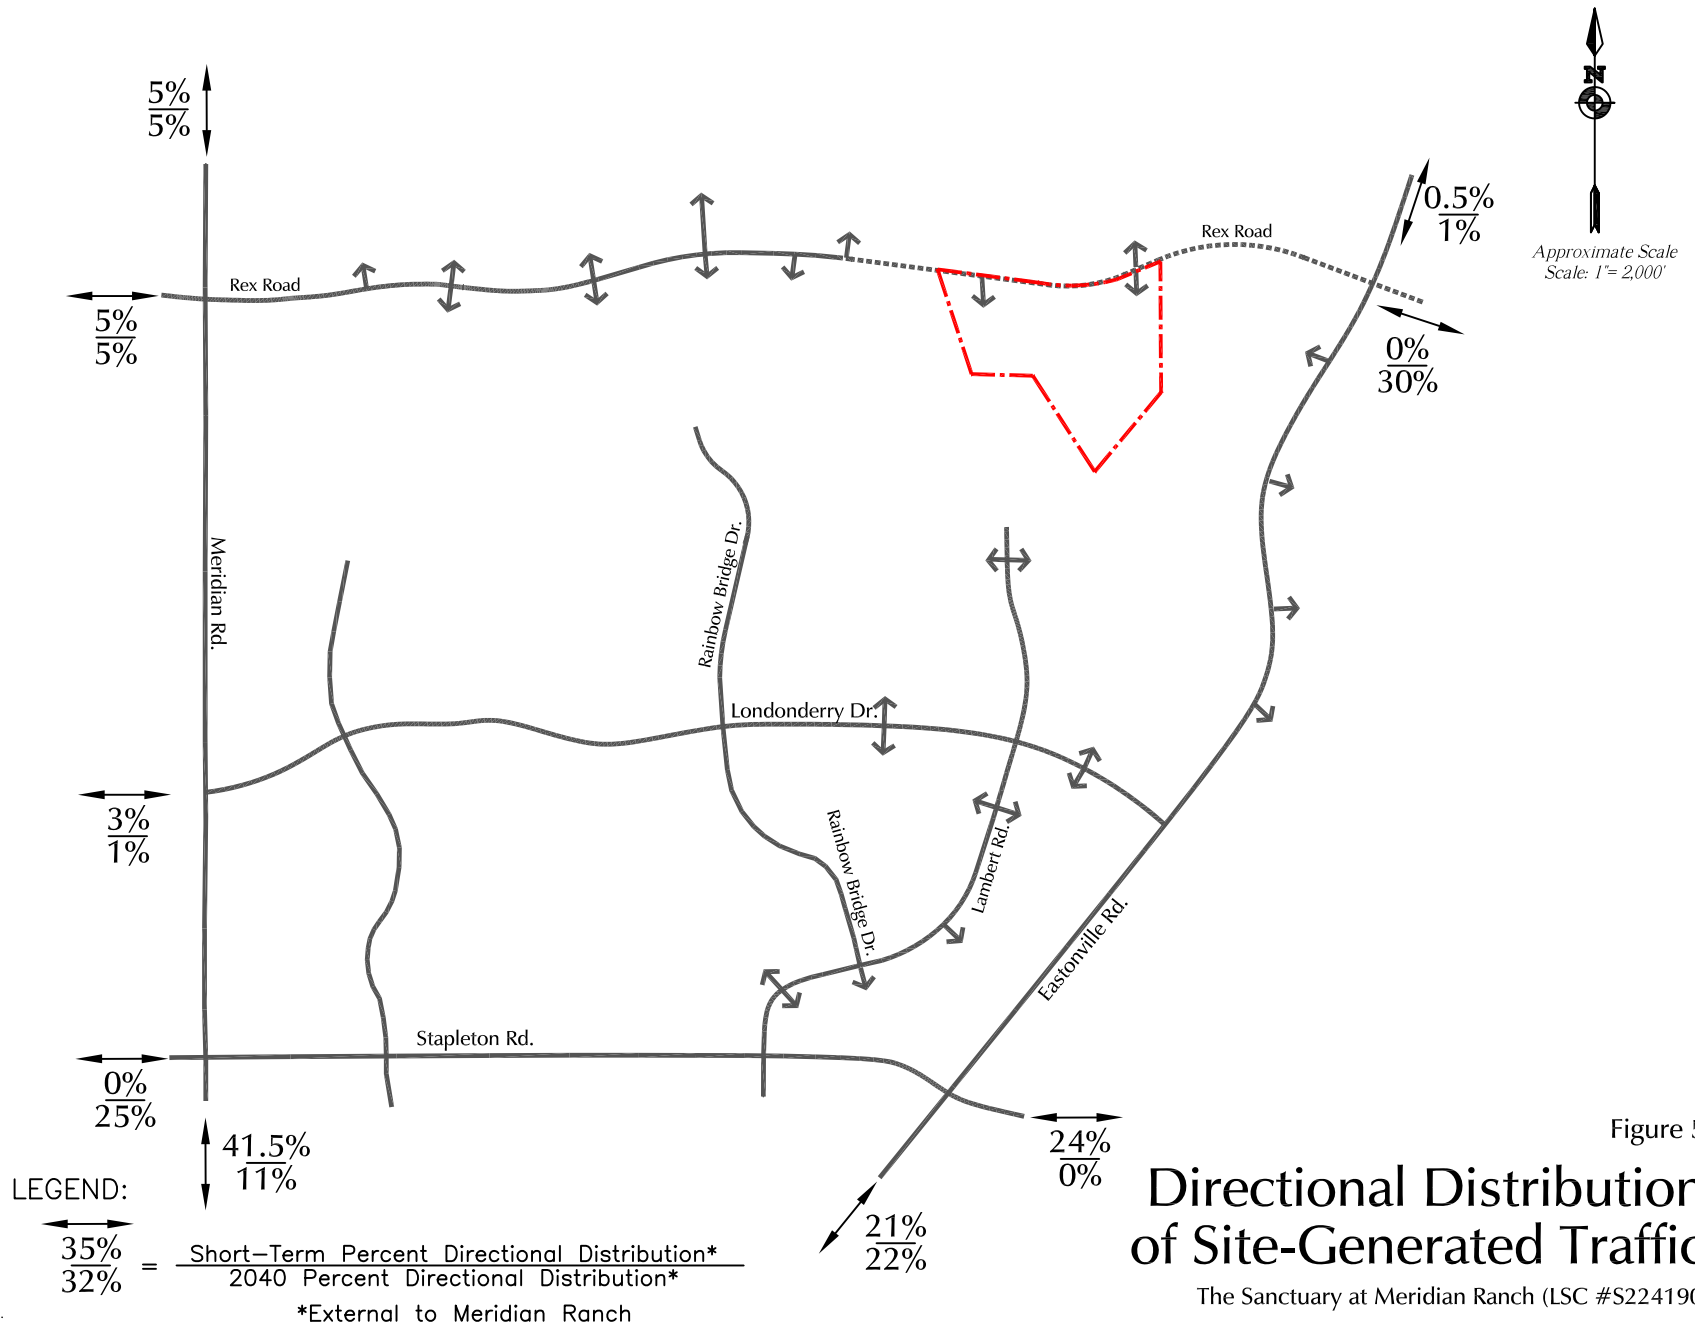 5%
5%
N
Approximate Scale
Scale: 1"= 2,000'
0.5%
1%
Rex Road
Rex Road
5%
5%
0%
30%
Meridian Rd.
Rainbow Bridge Dr.
Londonderry Dr.
3%
1%
Rainbow Bridge Dr.
Lambert Rd.
Eastonville Rd.
Stapleton Rd.
0%
25%
41.5%
11%
24%
0%
21%
22%
LEGEND:
35%
32%
= Short-Term Percent Directional Distribution*
2040 Percent Directional Distribution*
*External to Meridian Ranch
Figure 5
Directional Distribution
of Site-Generated Traffic
The Sanctuary at Meridian Ranch (LSC #S224190